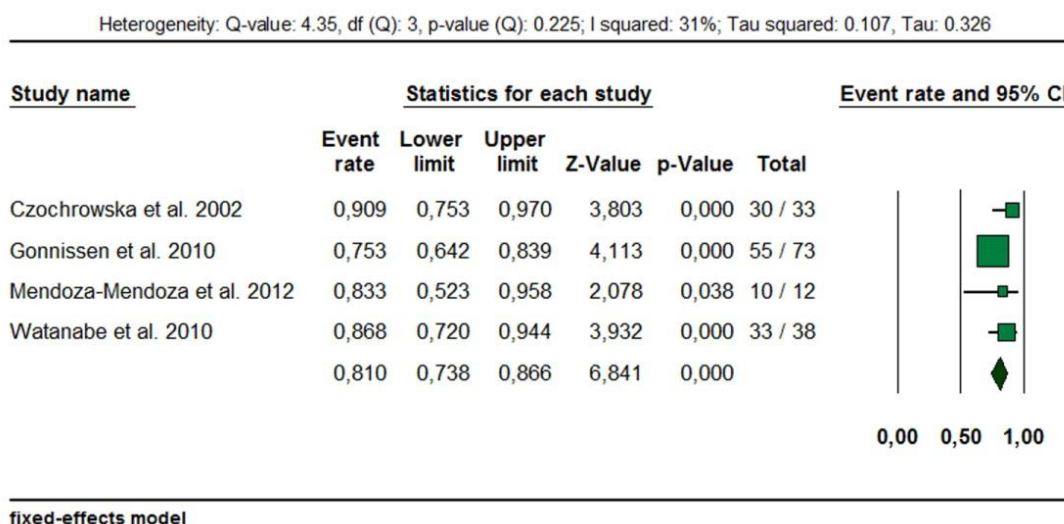 Heterogeneity: Q-value: 4.35, df (Q): 3, p-value (Q): 0.225; I squared: 31%; Tau squared: 0.107, Tau: 0.326
Study name Statistics for each study Event rate and 95% CI
Event rate Lower limit Upper limit Z-Value p-Value Total
Czochrowska et al. 2002 0,909 0,753 0,970 3,803 0,000 30 / 33
Gonnissen et al. 2010 0,753 0,642 0,839 4,113 0,000 55 / 73
Mendoza-Mendoza et al. 2012 0,833 0,523 0,958 2,078 0,038 10 / 12
Watanabe et al. 2010 0,868 0,720 0,944 3,932 0,000 33 / 38
0,810 0,738 0,866 6,841 0,000
0,00 0,50 1,00
fixed-effects model